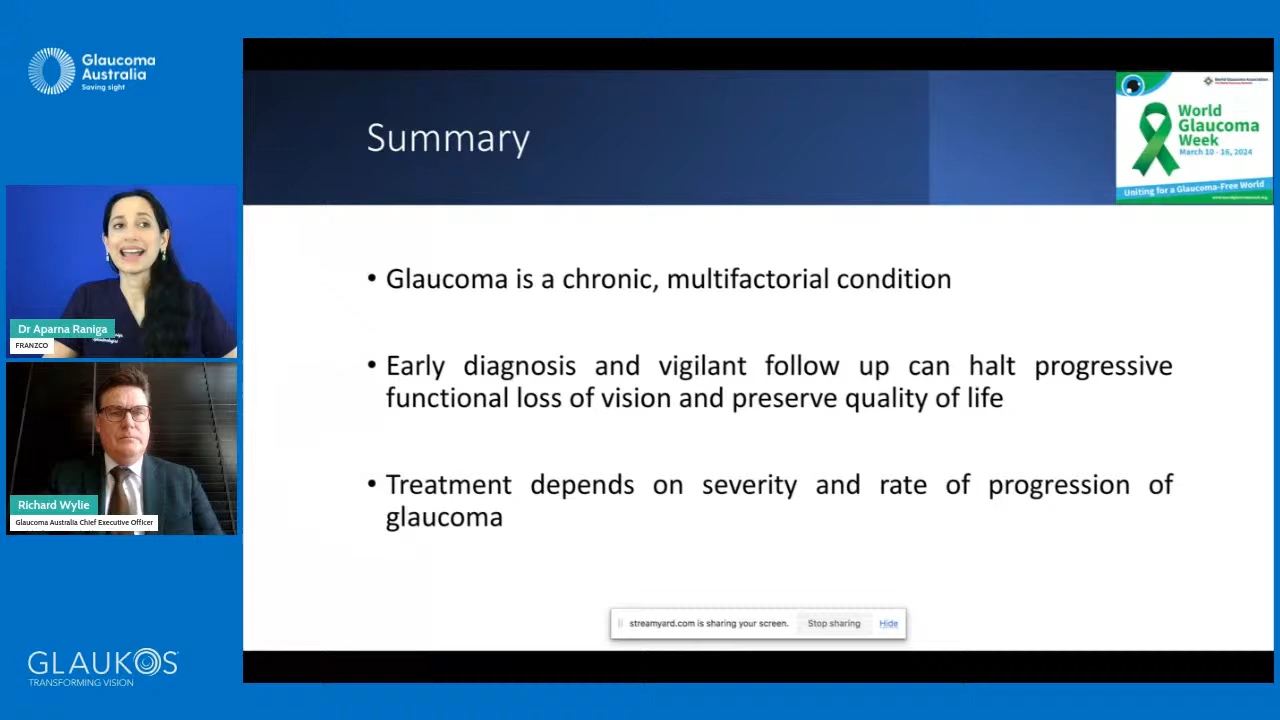 Glaucoma
Australia
Saving sight
Summary
World Glaucoma Association
World
Glaucoma
Week
March 10 - 16, 2024
Uniting for a Glaucoma-Free World
• Glaucoma is a chronic, multifactorial condition
• Early diagnosis and vigilant follow up can halt progressive
functional loss of vision and preserve quality of life
• Treatment depends on severity and rate of progression of
glaucoma
Dr Aparna Raniga
FRANZCO
Richard Wylie
Glaucoma Australia Chief Executive Officer
streamyard.com is sharing your screen. Stop sharing Hide
GLAUKOS
TRANSFORMING VISION